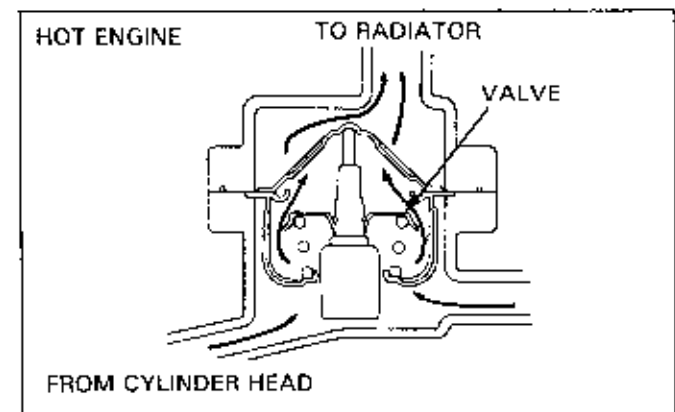 HOT ENGINE
TO RADIATOR
VALVE
FROM CYLINDER HEAD